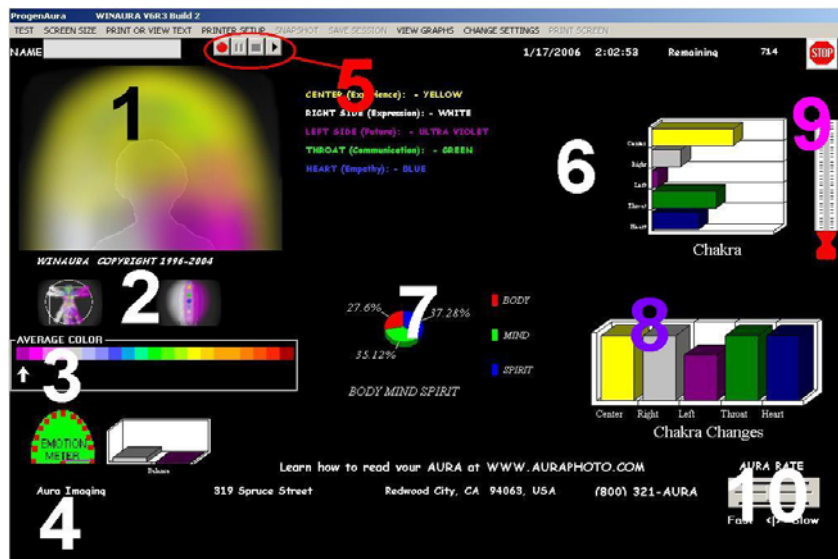 ProgenAura WINAURA V6R3 Build 2
TEST SCREEN SIZE PRINT OR VIEW TEXT PRINTER SETUP SNAPSHOT SAVE SESSION VIEW GRAPHS CHANGE SETTINGS PRINT SCREEN
NAME
1/17/2006 2:02:53 Remaining 714 STOP
1
5
CENTER (Experience): - YELLOW
RIGHT SIDE (Expression): - WHITE
LEFT SIDE (Future): - ULTRA VIOLET
THROAT (Communication): - GREEN
HEART (Empathy): - BLUE
6
9
Center
Right
Left
Throat
Heart
Chakra
WINAURA COPYRIGHT 1996-2004
2
7
27.6%
37.28%
35.12%
BODY
MIND
SPIRIT
BODY MIND SPIRIT
8
Center Right Left Throat Heart
Chakra Changes
AVERAGE COLOR
3
EMOTION
METER
Learn how to read your AURA at WWW.AURAPHOTO.COM
AURA RATE
Aura Imaging 319 Spruce Street Redwood City, CA 94063, USA (800) 321-AURA
4
10
Fast <|> Slow